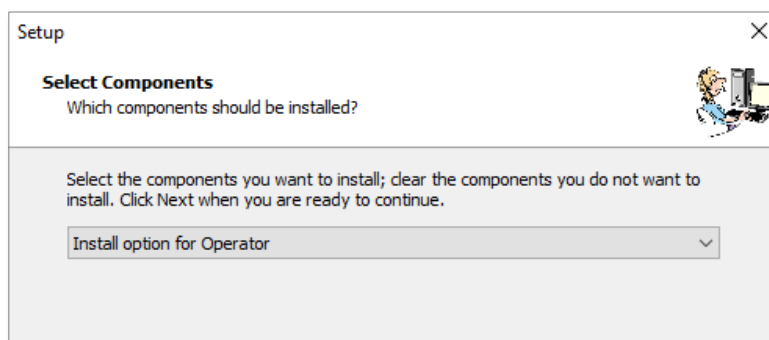 Setup
Select Components
Which components should be installed?
Select the components you want to install; clear the components you do not want to
install. Click Next when you are ready to continue.
Install option for Operator